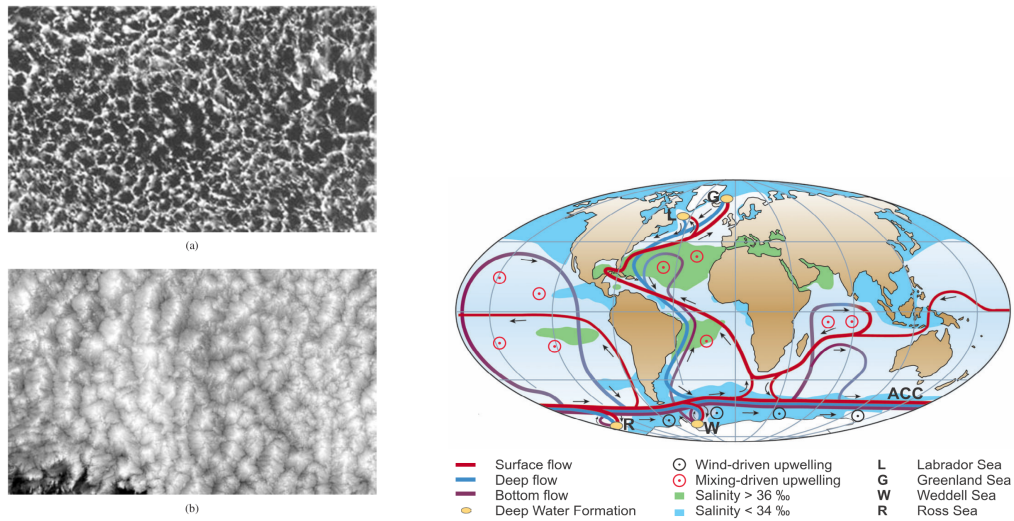 (a)
(b)
L
G
ACC
R
W
Surface flow
Deep flow
Bottom flow
Deep Water Formation
Wind-driven upwelling
Mixing-driven upwelling
Salinity > 36 ‰
Salinity < 34 ‰
L Labrador Sea
G Greenland Sea
W Weddell Sea
R Ross Sea